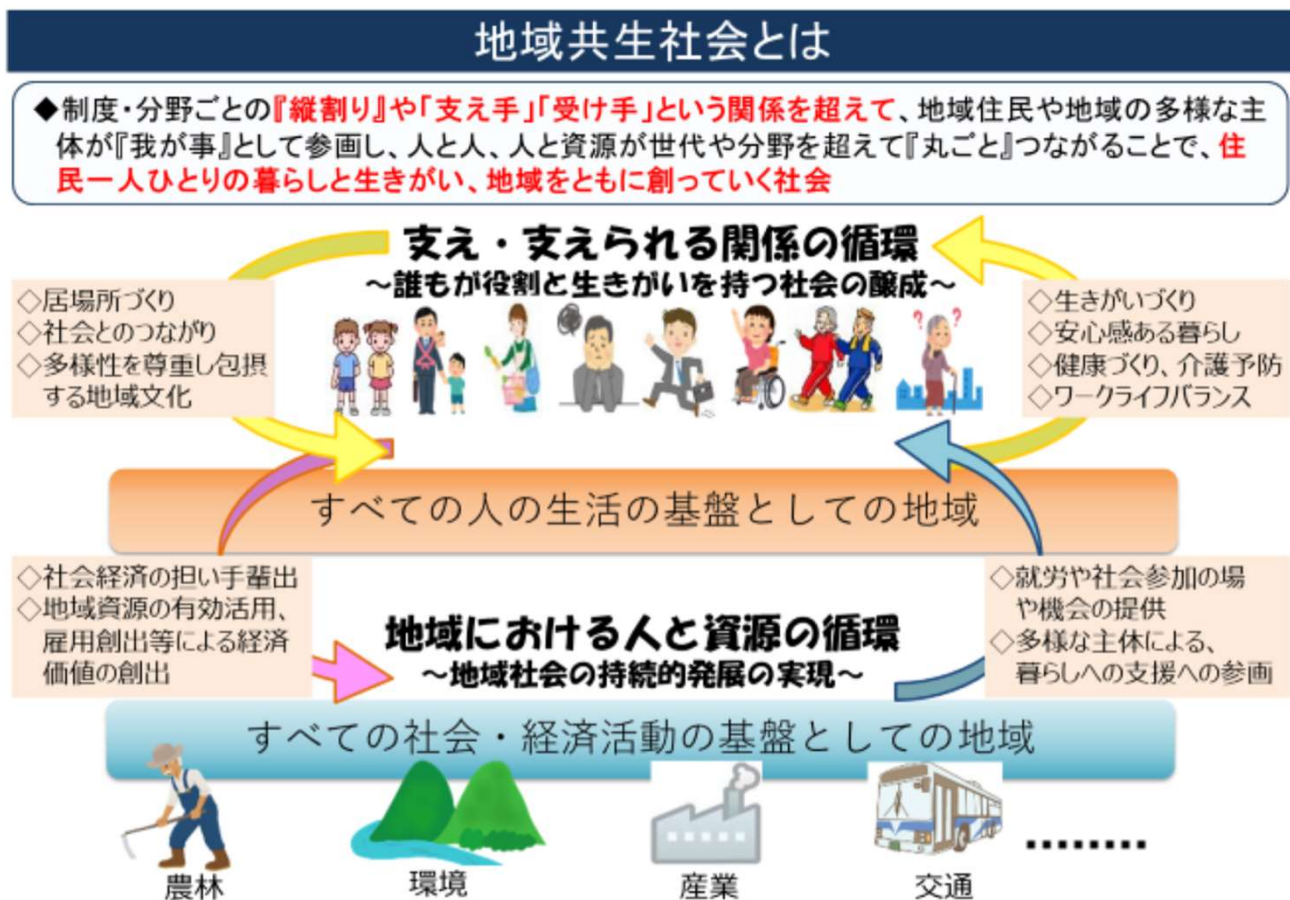 地域共生社会とは
◆制度・分野ごとの『縦割り』や「支え手」「受け手」という関係を超えて、地域住民や地域の多様な主
体が『我が事』として参画し、人と人、人と資源が世代や分野を超えて『丸ごと』つながることで、住
民一人ひとりの暮らしと生きがい、地域をともに創っていく社会
支え・支えられる関係の循環
～誰もが役割と生きがいを持つ社会の醸成～
◇居場所づくり
◇社会とのつながり
◇多様性を尊重し包摂
する地域文化
◇生きがいづくり
◇安心感ある暮らし
◇健康づくり、介護予防
◇ワークライフバランス
すべての人の生活の基盤としての地域
◇社会経済の担い手輩出
◇地域資源の有効活用、
雇用創出等による経済
価値の創出
地域における人と資源の循環
～地域社会の持続的発展の実現～
◇就労や社会参加の場
や機会の提供
◇多様な主体による、
暮らしへの支援への参画
すべての社会・経済活動の基盤としての地域
農林
環境
産業
交通
………